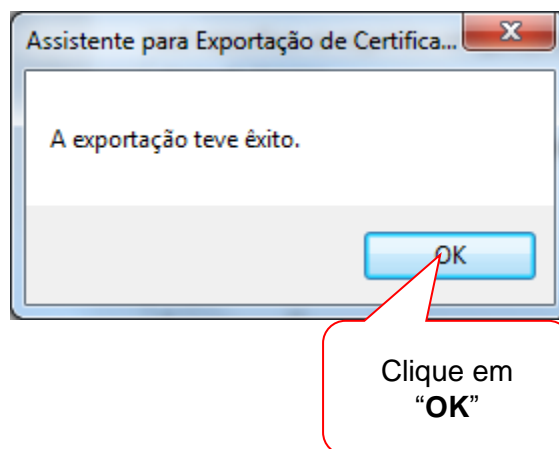 Assistente para Exportação de Certifica...
A exportação teve êxito.
OK
Clique em
“OK”